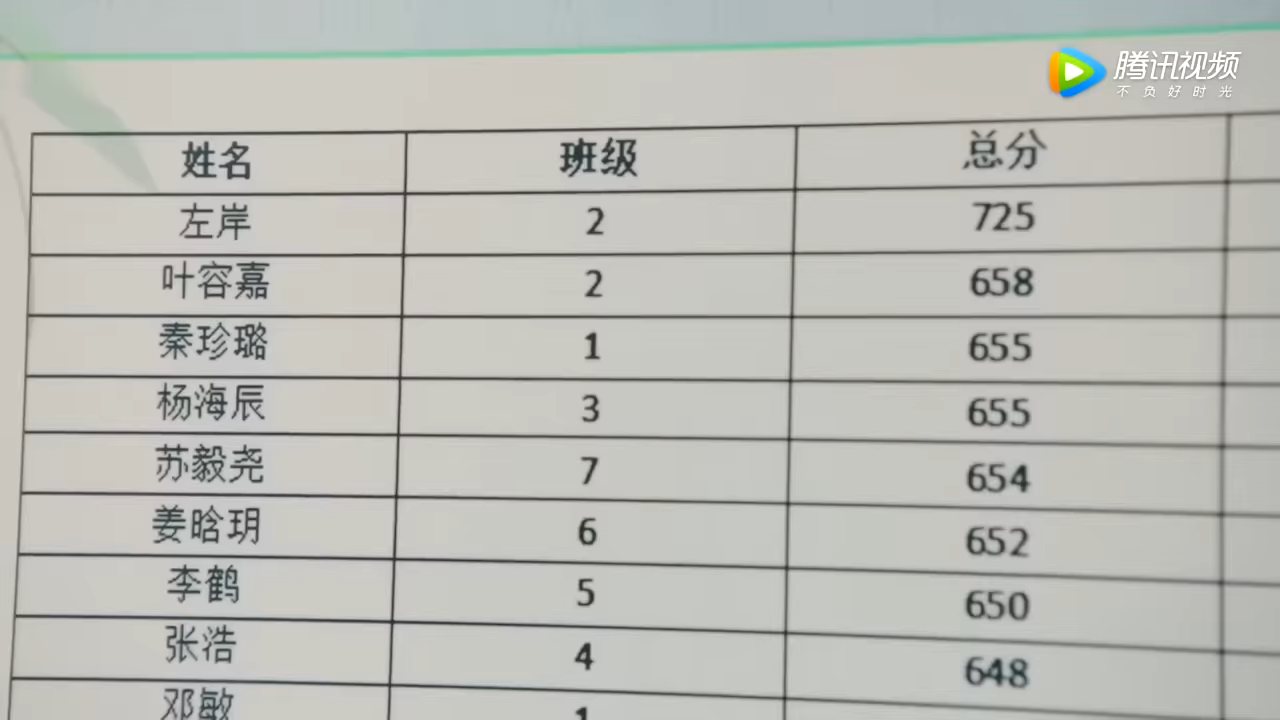 腾讯视频
不负好时光
姓名 班级 总分
左岸 2 725
叶容嘉 2 658
秦珍璐 1 655
杨海辰 3 655
苏毅尧 7 654
姜晗玥 6 652
李鹤 5 650
张浩 4 648
邓敏 1